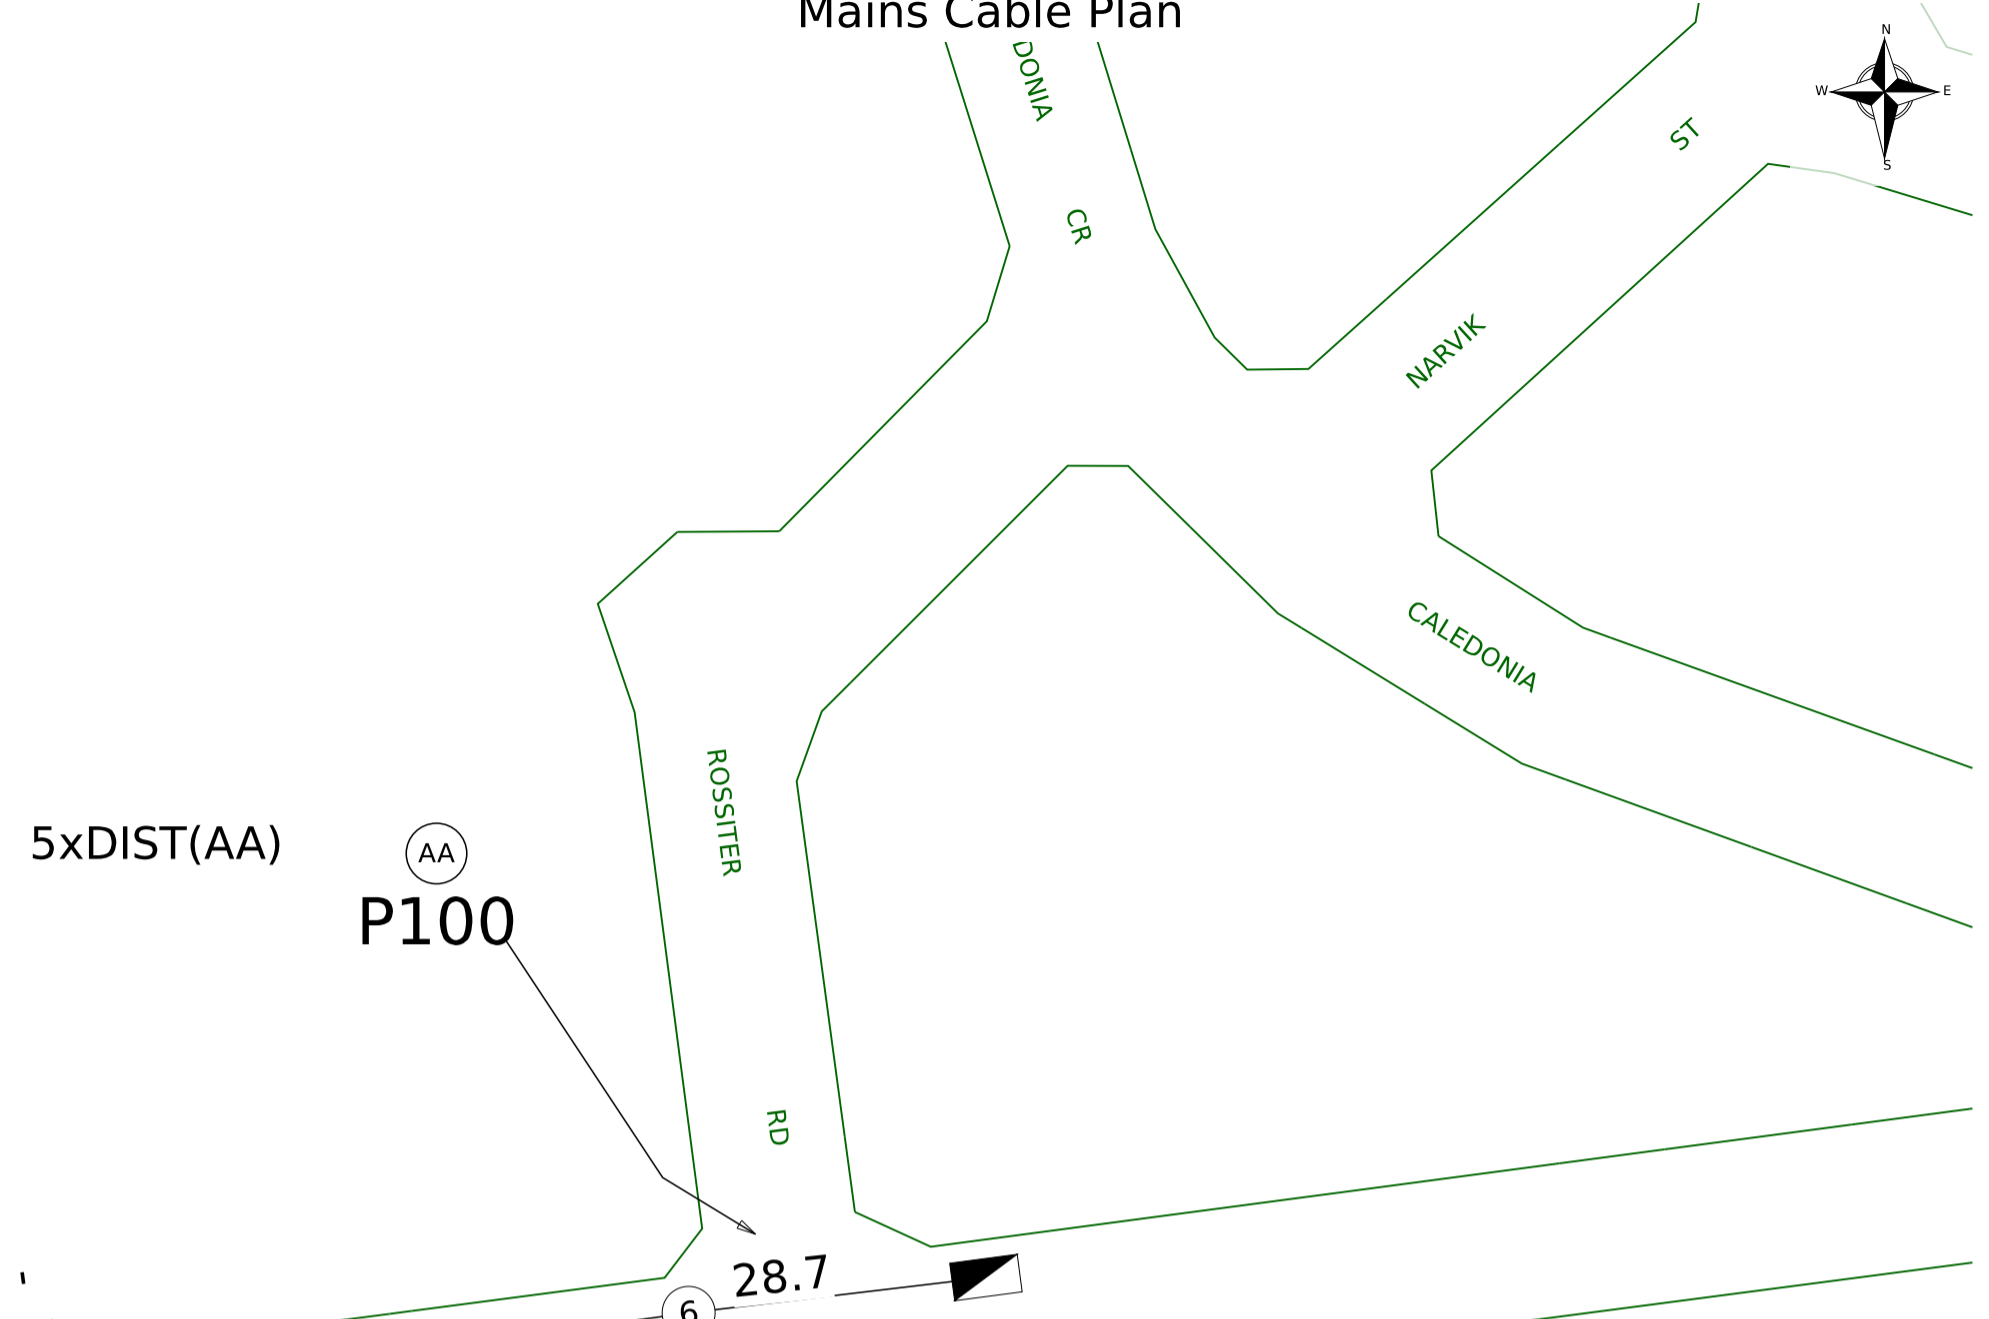 Mains Cable Plan
N
W E
S
DONIA
CR
ST
NARVIK
CALEDONIA
ROSSITER
RD
5xDIST(AA)
AA
P100
28.7
6